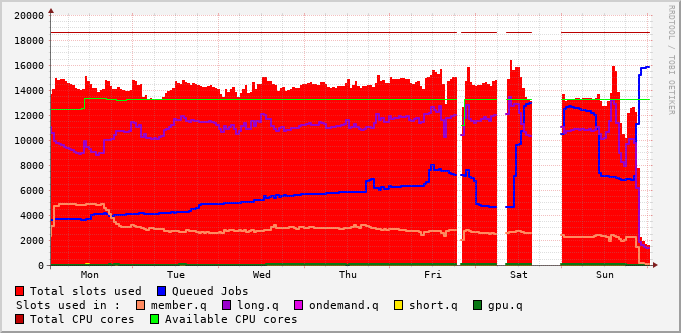 20000
18000
16000
14000
12000
10000
8000
6000
4000
2000
0
Mon Tue Wed Thu Fri Sat Sun
RRDTOOL / TOBI OETIKER
Total slots used Queued Jobs
Slots used in : member.q long.q ondemand.q short.q gpu.q
Total CPU cores Available CPU cores